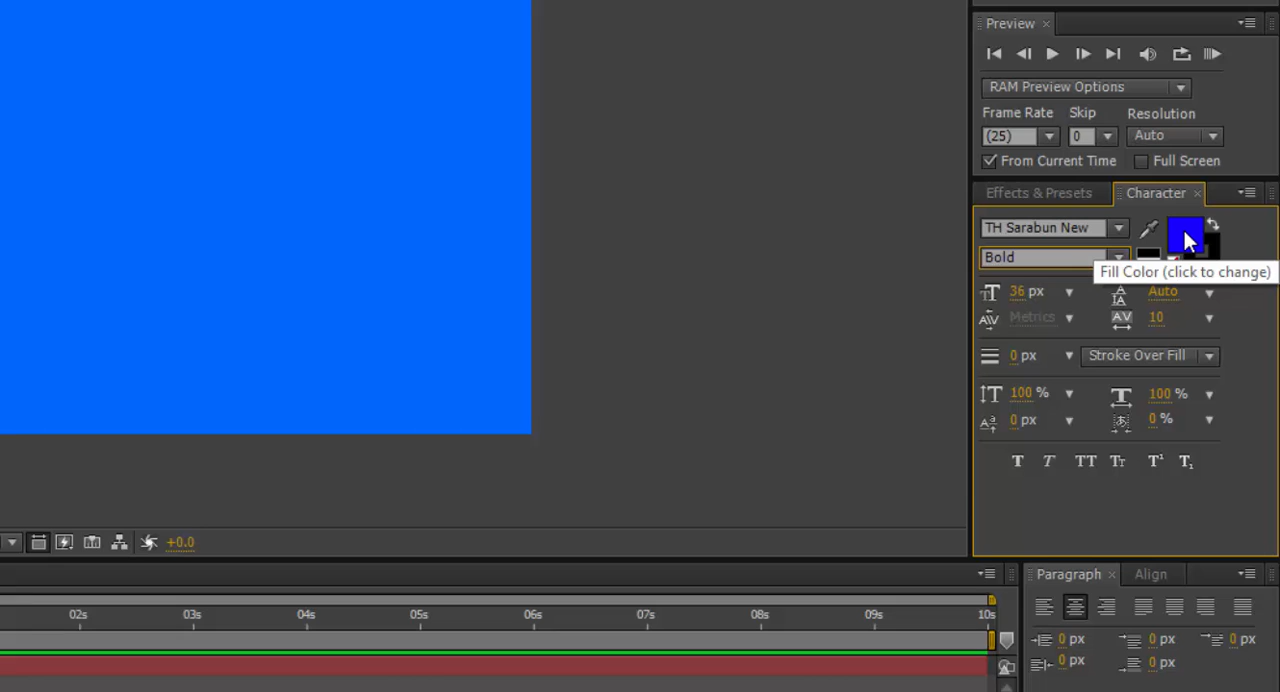 Preview
RAM Preview Options
Frame Rate Skip Resolution
(25) 0 Auto
From Current Time Full Screen
Effects & Presets Character
TH Sarabun New
Bold
Fill Color (click to change)
36 px Auto
Metrics 10
0 px Stroke Over Fill
100 % 100 %
0 px 0 %
T T TT Tt T¹ T₁
+0.0
Paragraph Align
02s 03s 04s 05s 06s 07s 08s 09s 10s
0 px 0 px 0 px
0 px 0 px